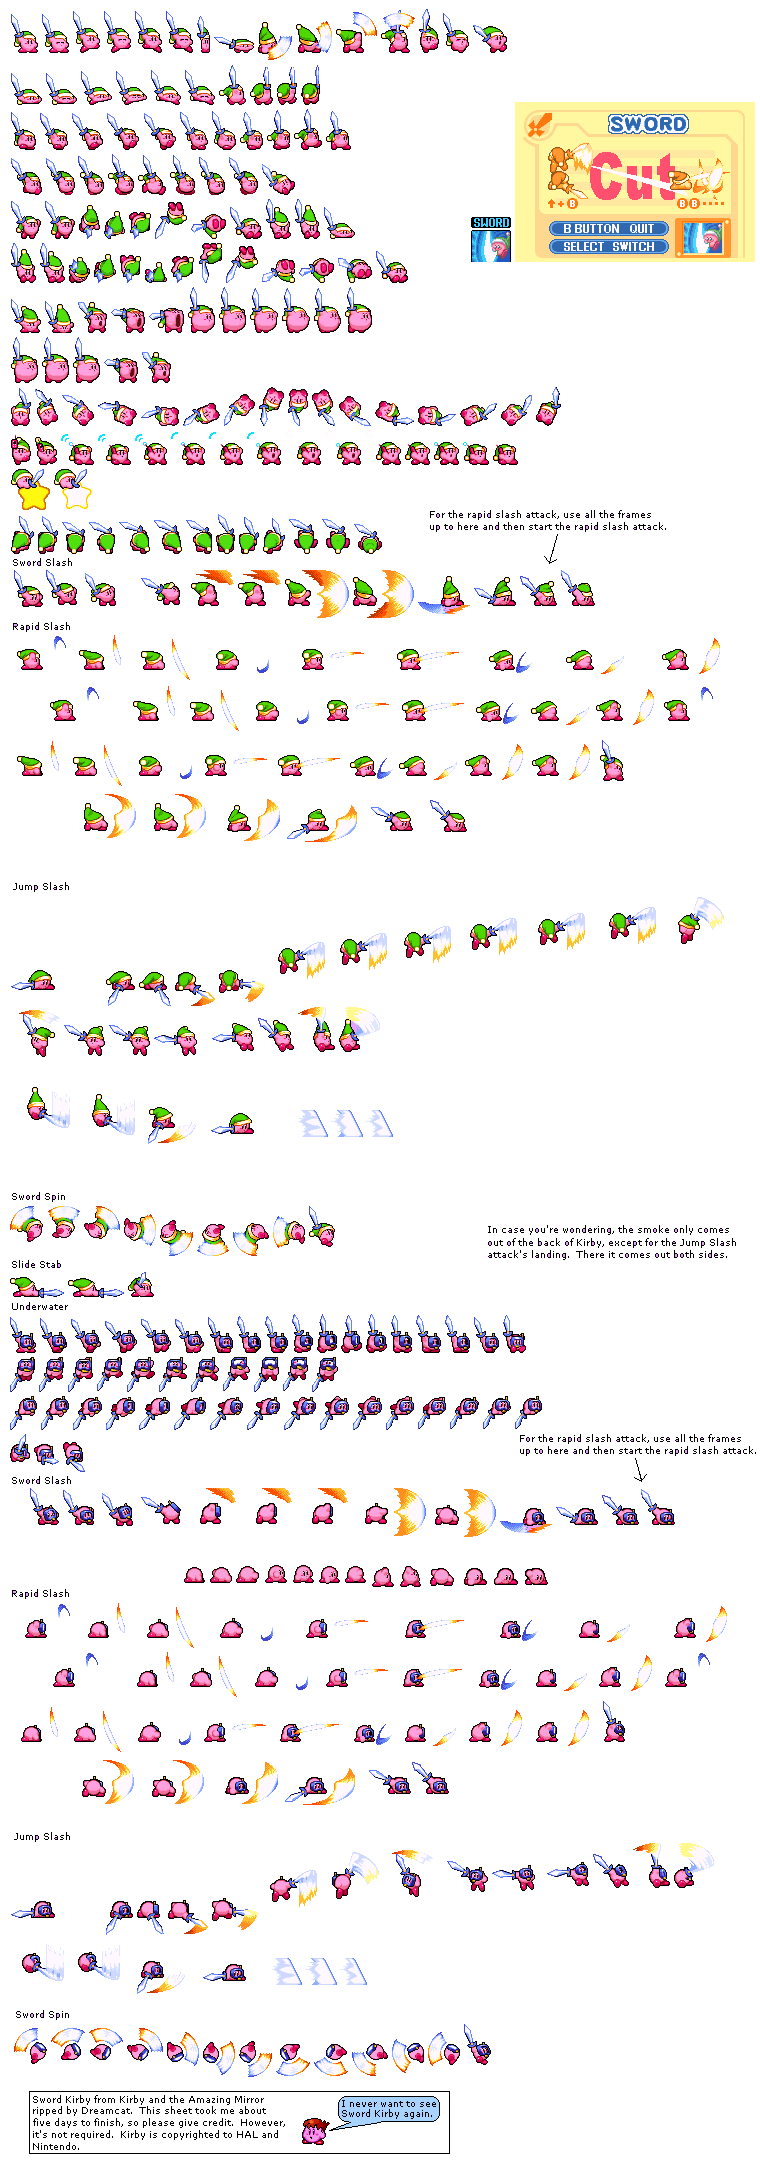 SWORD
Cut
↑+B
B B·····
B BUTTON QUIT
SELECT SWITCH
SWORD
For the rapid slash attack, use all the frames
up to here and then start the rapid slash attack.
Sword Slash
Rapid Slash
Jump Slash
Sword Spin
In case you're wondering, the smoke only comes
out of the back of Kirby, except for the Jump Slash
attack's landing.  There it comes out both sides.
Slide Stab
Underwater
For the rapid slash attack, use all the frames
up to here and then start the rapid slash attack.
Sword Slash
Rapid Slash
Jump Slash
Sword Spin
Sword Kirby from Kirby and the Amazing Mirror
ripped by Dreamcat.  This sheet took me about
five days to finish, so please give credit.  However,
it's not required.  Kirby is copyrighted to HAL and
Nintendo.
I never want to see
Sword Kirby again.